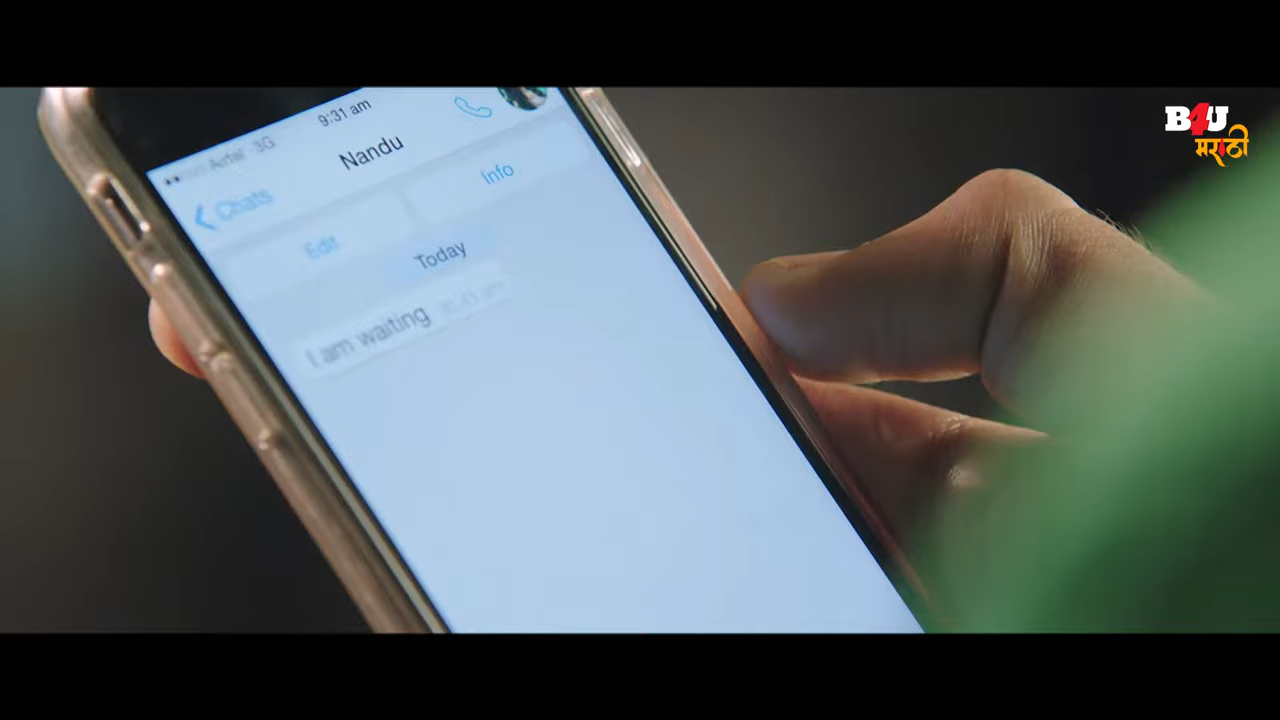 B4U
मराठी
Airtel 3G
9:31 am
Nandu
Chats
Edit
Info
Today
I am waiting